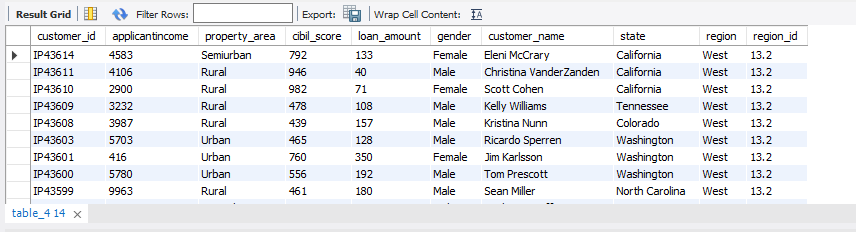 Result Grid Filter Rows: Export: Wrap Cell Content:
customer_id applicantincome property_area cibil_score loan_amount gender customer_name state region region_id
IP43614 4583 Semiurban 792 133 Female Eleni McCrary California West 13.2
IP43611 4106 Rural 946 40 Male Christina VanderZanden California West 13.2
IP43610 2900 Rural 982 71 Female Scott Cohen California West 13.2
IP43609 3232 Rural 478 108 Male Kelly Williams Tennessee West 13.2
IP43608 3987 Rural 439 157 Male Kristina Nunn Colorado West 13.2
IP43603 5703 Urban 465 128 Male Ricardo Sperren Washington West 13.2
IP43601 416 Urban 760 350 Female Jim Karlsson Washington West 13.2
IP43600 5780 Urban 556 192 Male Tom Prescott Washington West 13.2
IP43599 9963 Rural 461 180 Male Sean Miller North Carolina West 13.2
table_4 14